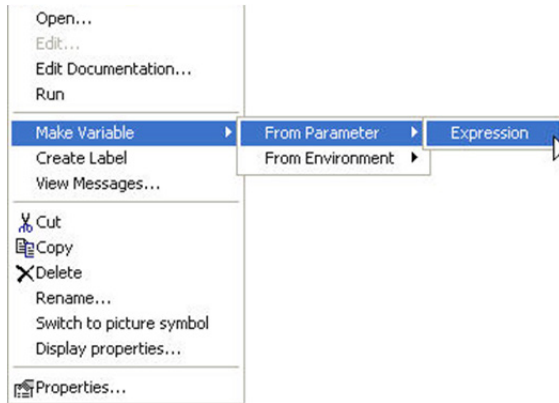 Open...
Edit...
Edit Documentation...
Run
Make Variable
From Parameter
Expression
Create Label
From Environment
View Messages...
Cut
Copy
Delete
Rename...
Switch to picture symbol
Display properties...
Properties...